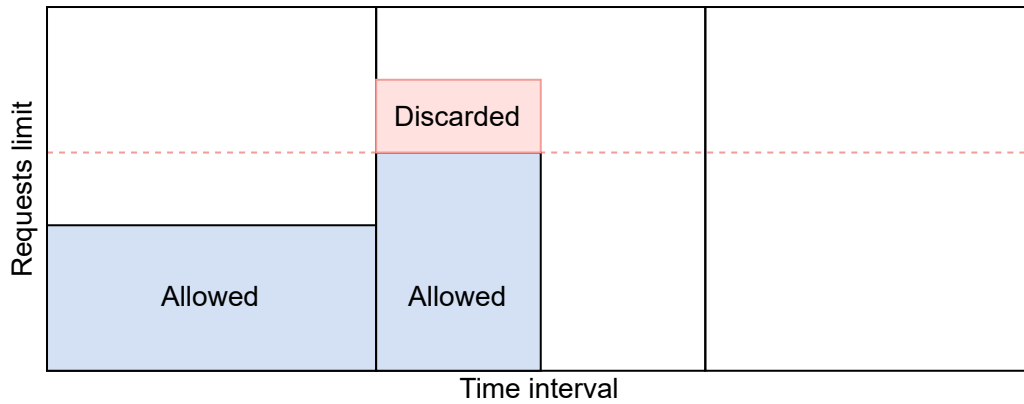 Requests limit
Discarded
Allowed
Allowed
Time interval